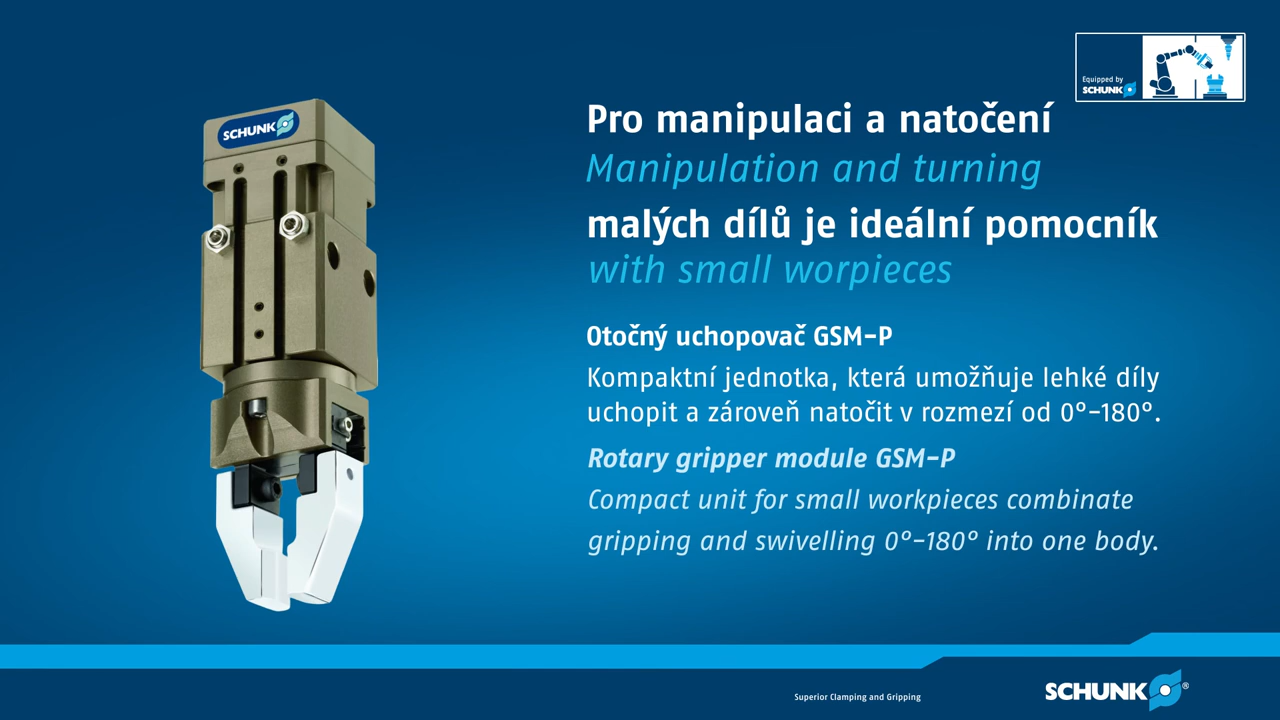 Equipped by
SCHUNK
SCHUNK
Pro manipulaci a natočení
Manipulation and turning
malých dílů je ideální pomocník
with small worpieces
Otočný uchopovač GSM-P
Kompaktní jednotka, která umožňuje lehké díly
uchopit a zároveň natočit v rozmezí od 0°-180°.
Rotary gripper module GSM-P
Compact unit for small workpieces combinate
gripping and swivelling 0°-180° into one body.
Superior Clamping and Gripping
SCHUNK®